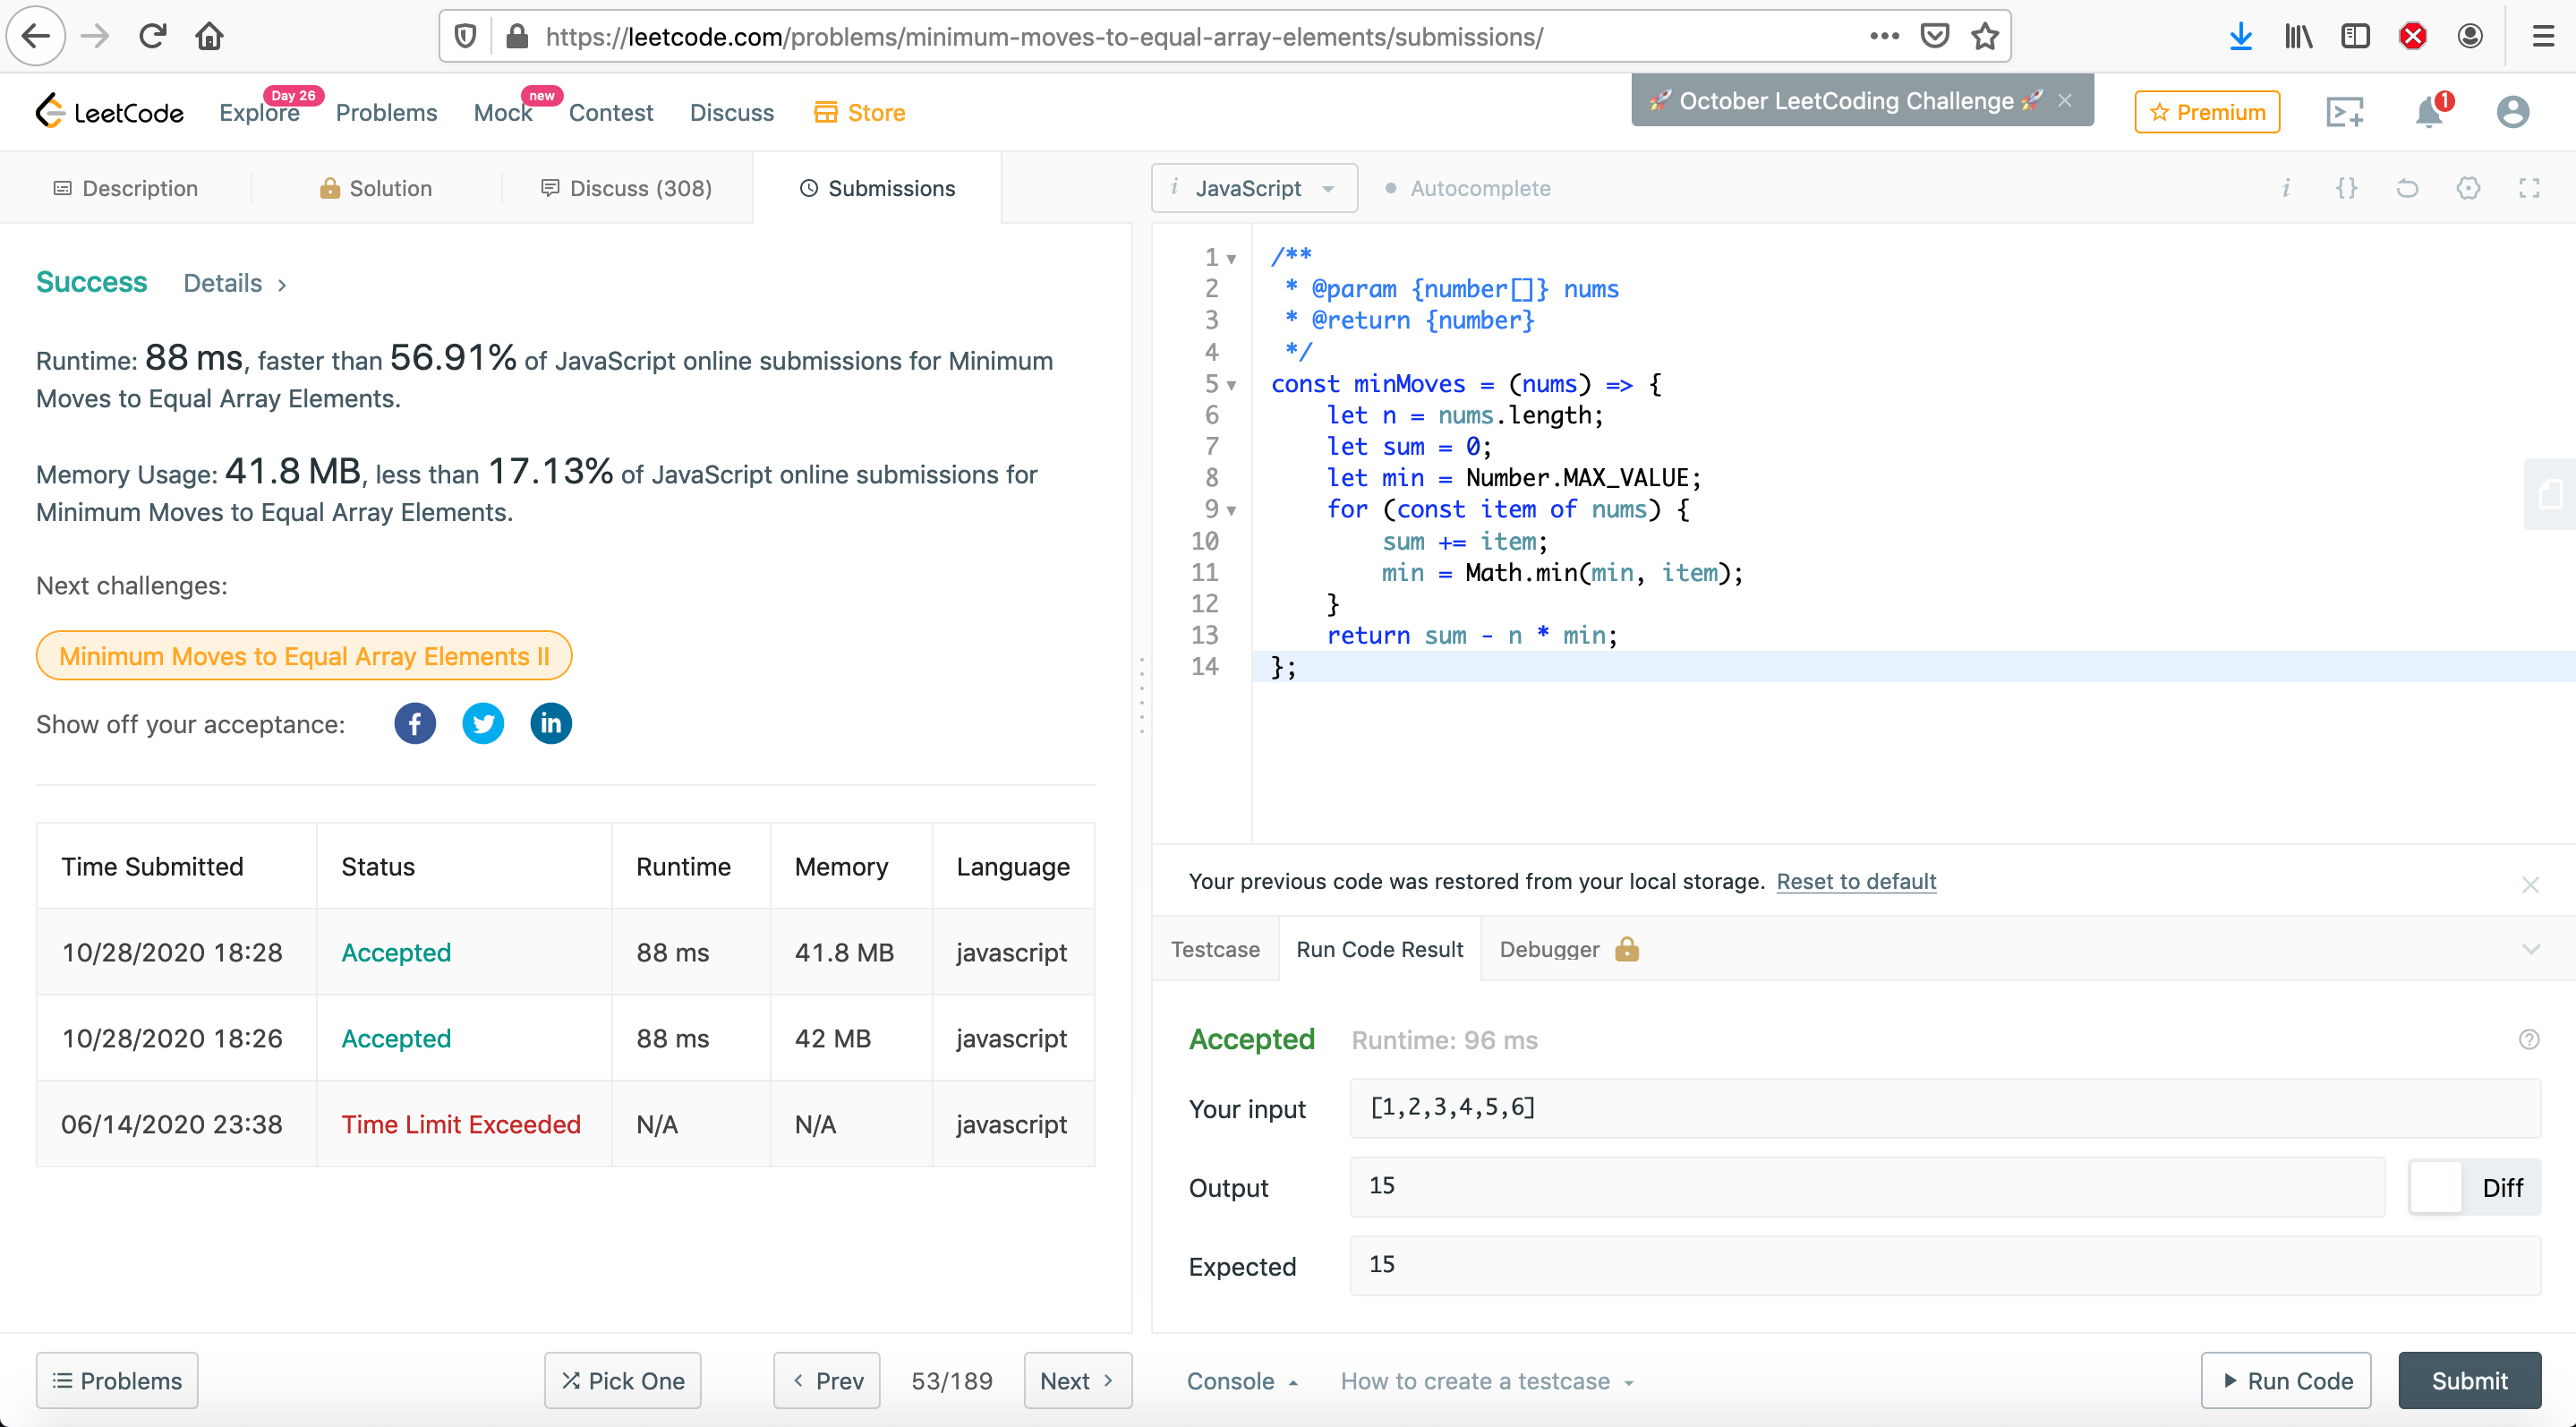 https://leetcode.com/problems/minimum-moves-to-equal-array-elements/submissions/
LeetCode
Explore
Day 26
Problems
Mock
new
Contest
Discuss
Store
🚀 October LeetCoding Challenge 🚀 ×
Premium
1
Description
Solution
Discuss (308)
Submissions
i JavaScript
Autocomplete
i {}
Success Details >
Runtime: 88 ms, faster than 56.91% of JavaScript online submissions for Minimum
Moves to Equal Array Elements.
Memory Usage: 41.8 MB, less than 17.13% of JavaScript online submissions for
Minimum Moves to Equal Array Elements.
Next challenges:
Minimum Moves to Equal Array Elements II
Show off your acceptance:
f
in
Time Submitted Status Runtime Memory Language
10/28/2020 18:28 Accepted 88 ms 41.8 MB javascript
10/28/2020 18:26 Accepted 88 ms 42 MB javascript
06/14/2020 23:38 Time Limit Exceeded N/A N/A javascript
1 /**
2 * @param {number[]} nums
3 * @return {number}
4 */
5 const minMoves = (nums) => {
6 let n = nums.length;
7 let sum = 0;
8 let min = Number.MAX_VALUE;
9 for (const item of nums) {
10 sum += item;
11 min = Math.min(min, item);
12 }
13 return sum - n * min;
14 };
Your previous code was restored from your local storage. Reset to default
Testcase
Run Code Result
Debugger
Accepted Runtime: 96 ms
Your input [1,2,3,4,5,6]
Output 15
Diff
Expected 15
Problems
Pick One
< Prev
53/189
Next >
Console
How to create a testcase
Run Code
Submit